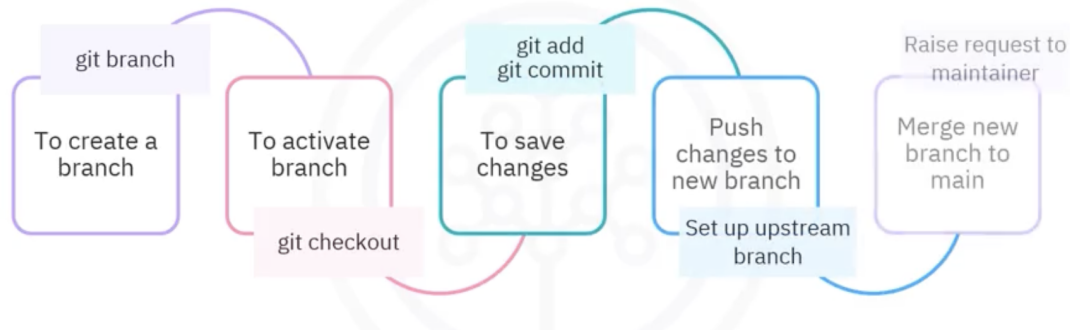 git branch
To create a
branch
To activate
branch
git checkout
git add
git commit
To save
changes
Push
changes to
new branch
Set up upstream
branch
Raise request to
maintainer
Merge new
branch to
main